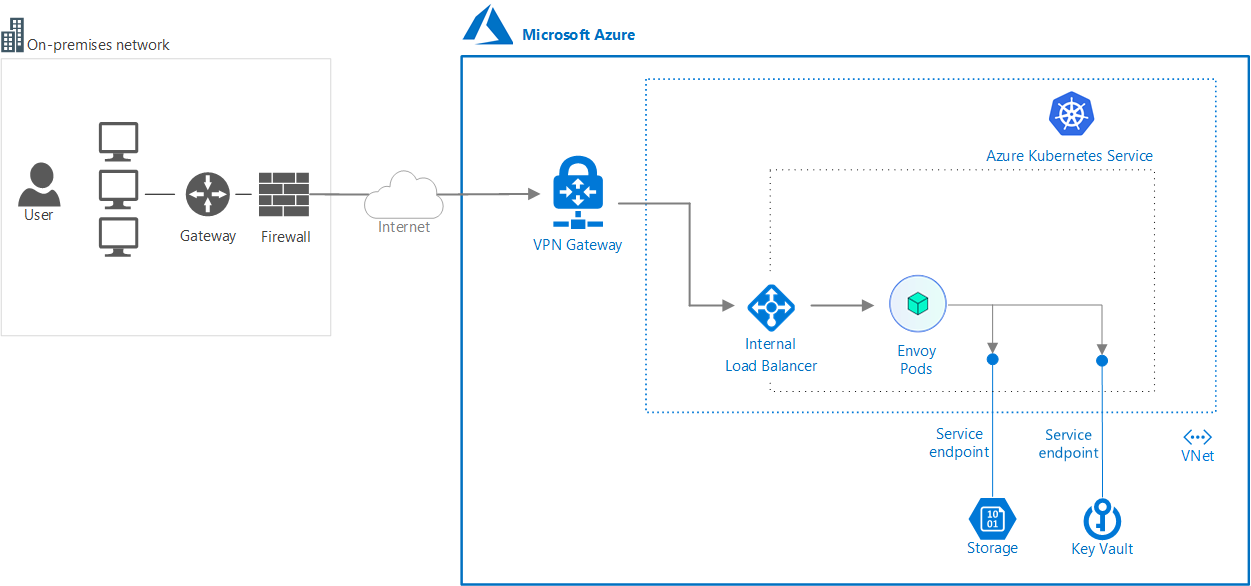 On-premises network
Microsoft Azure
Azure Kubernetes Service
User
Gateway
Firewall
Internet
VPN Gateway
Internal
Load Balancer
Envoy
Pods
Service
endpoint
Service
endpoint
VNet
10
01
Storage
Key Vault